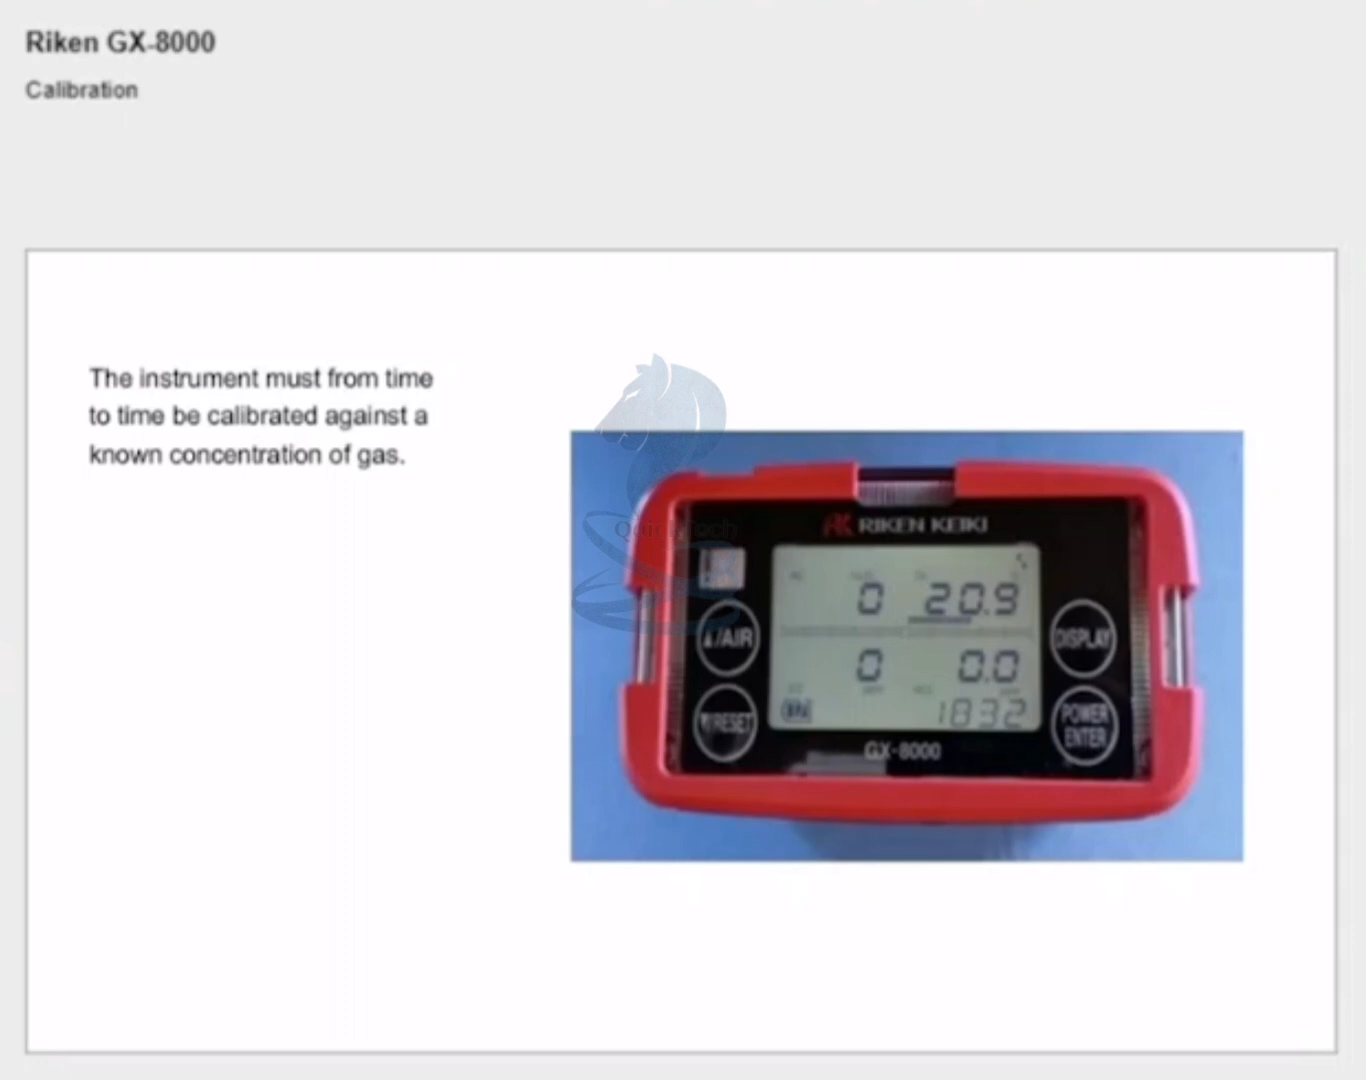 Riken GX-8000
Calibration
The instrument must from time
to time be calibrated against a
known concentration of gas.
RIKEN KEIKI
0 20.9
▲/AIR
DISPLAY
0 0.0
▼/RESET
1832
POWER
ENTER
GX-8000